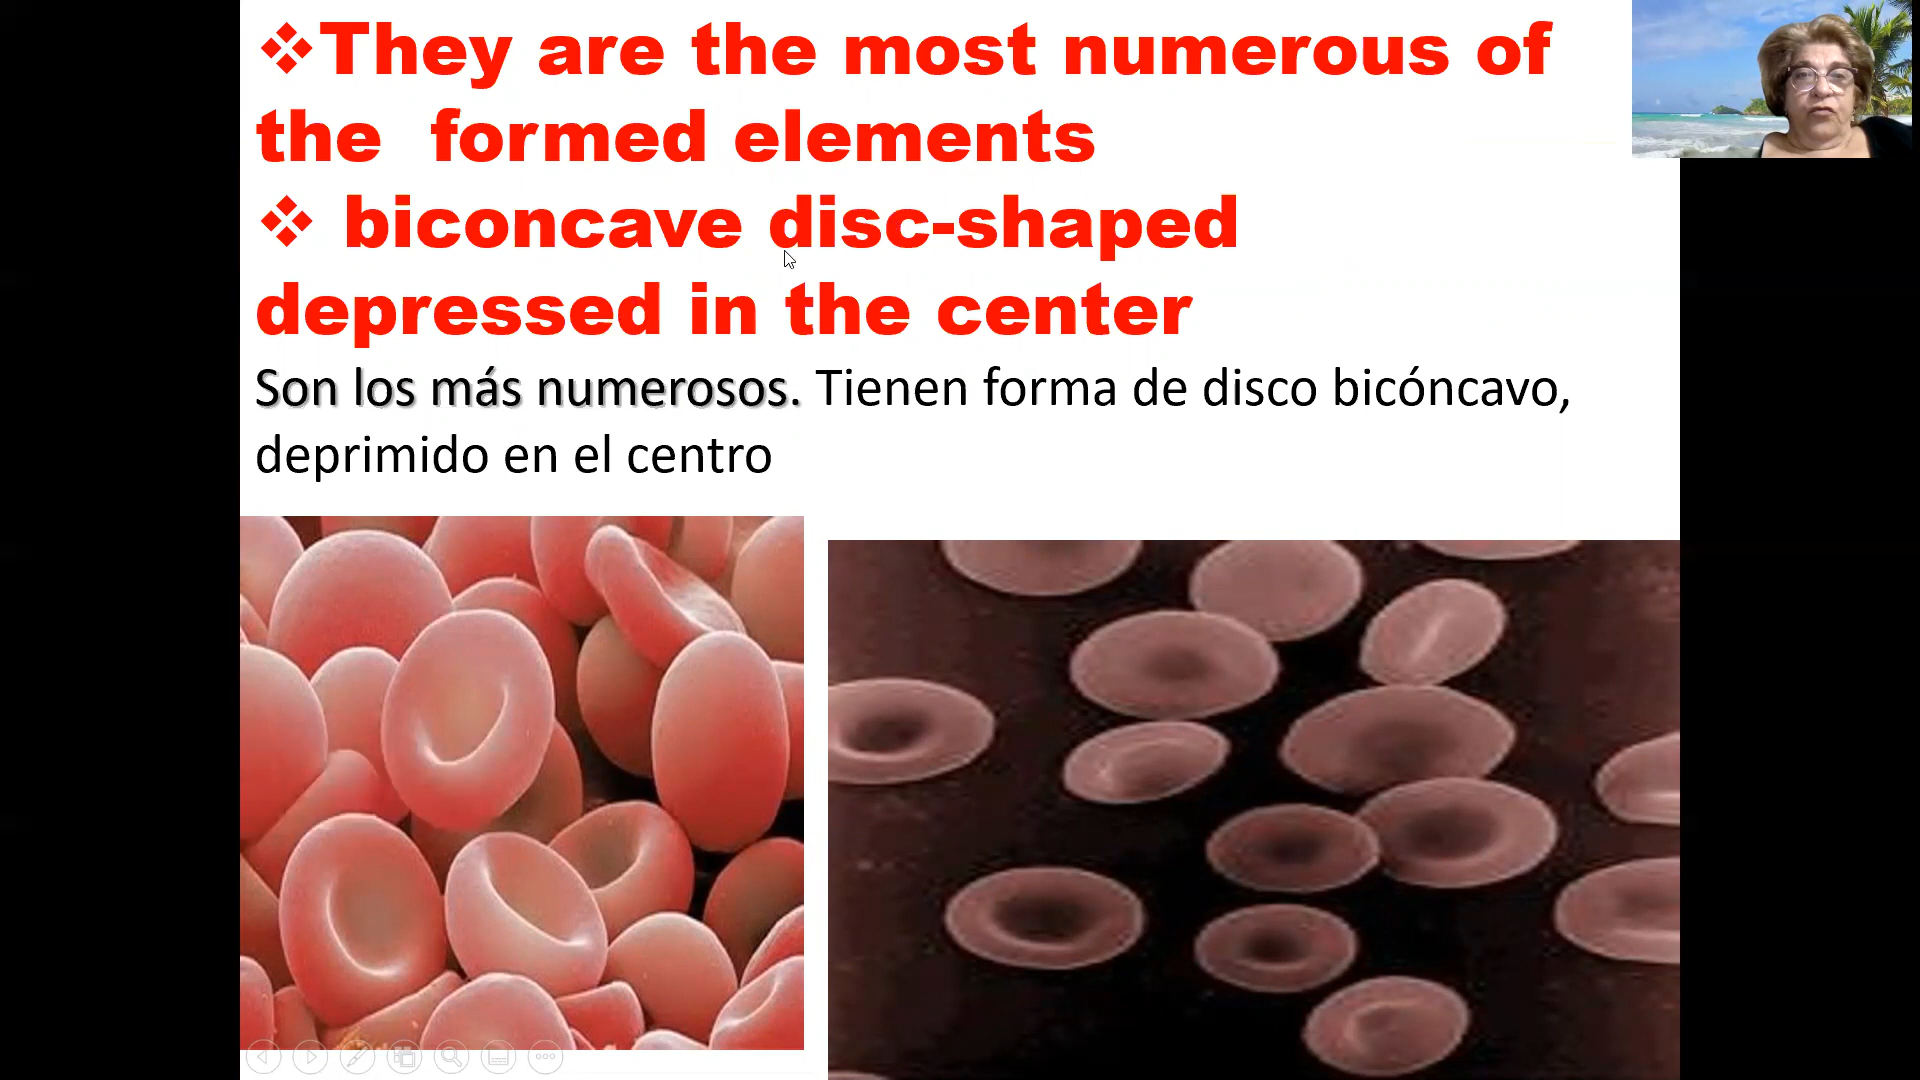 ❖They are the most numerous of
the formed elements
❖ biconcave disc-shaped
depressed in the center
Son los más numerosos. Tienen forma de disco bicóncavo,
deprimido en el centro